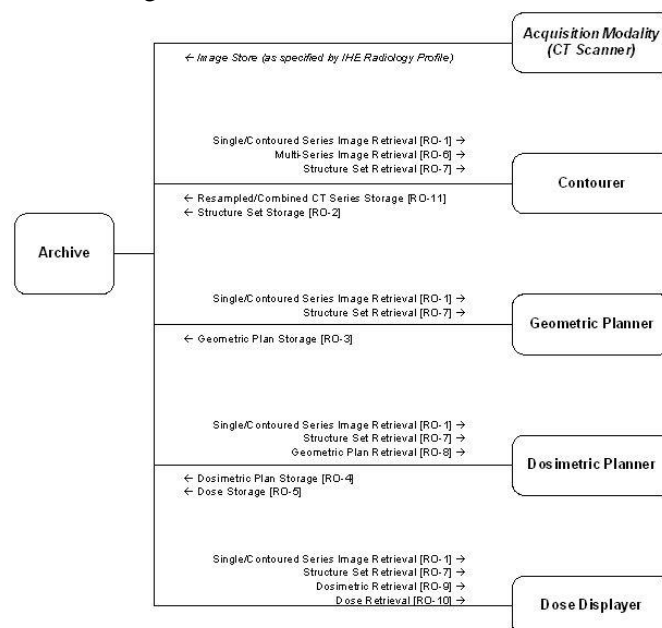 Acquisition Modality
(CT Scanner)
← Image Store (as specified by IHE Radiology Profile)
Single/Contoured Series Image Retrieval [RO-1] →
Multi-Series Image Retrieval [RO-6] →
Structure Set Retrieval [RO-7] →
Contourer
← Resampled/Combined CT Series Storage [RO-11]
← Structure Set Storage [RO-2]
Archive
Single/Contoured Series Image Retrieval [RO-1] →
Structure Set Retrieval [RO-7] →
Geometric Planner
← Geometric Plan Storage [RO-3]
Single/Contoured Series Image Retrieval [RO-1] →
Structure Set Retrieval [RO-7] →
Geometric Plan Retrieval [RO-8] →
Dosimetric Planner
← Dosimetric Plan Storage [RO-4]
← Dose Storage [RO-5]
Single/Contoured Series Image Retrieval [RO-1] →
Structure Set Retrieval [RO-7] →
Dosimetric Retrieval [RO-9] →
Dose Retrieval [RO-10] →
Dose Displayer